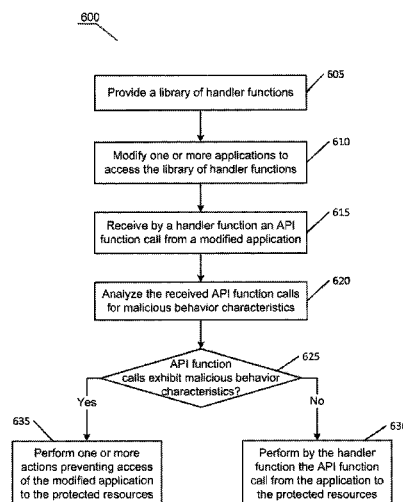 600
605
Provide a library of handler functions
610
Modify one or more applications to
access the library of handler functions
615
Receive by a handler function an API
function call from a modified application
620
Analyze the received API function calls
for malicious behavior characteristics
625
API function
calls exhibit malicious behavior
characteristics?
Yes
No
635
Perform one or more
actions preventing access
of the modified application
to the protected resources
630
Perform by the handler
function the API function
call from the application to
the protected resources